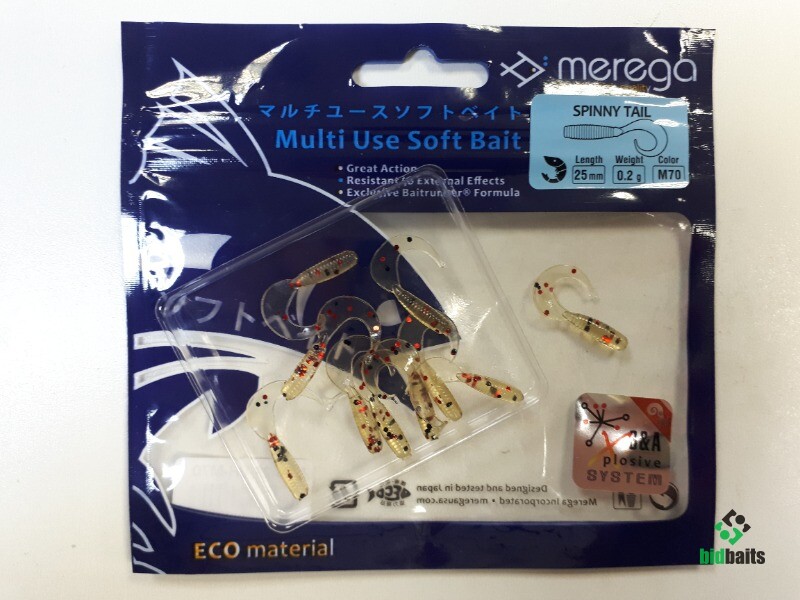 merega
マルチユースソフトベイト
Multi Use Soft Bait
• Great Action
• Resistant to External Effects
• Exclusive Baitrunner® Formula
SPINNY TAIL
Length Weight Color
25 mm 0.2 g M70
S&A
plosive
SYSTEM
Designed and tested in Japan
Merega Incorporated • meregausa.com
ECO material
bidbaits